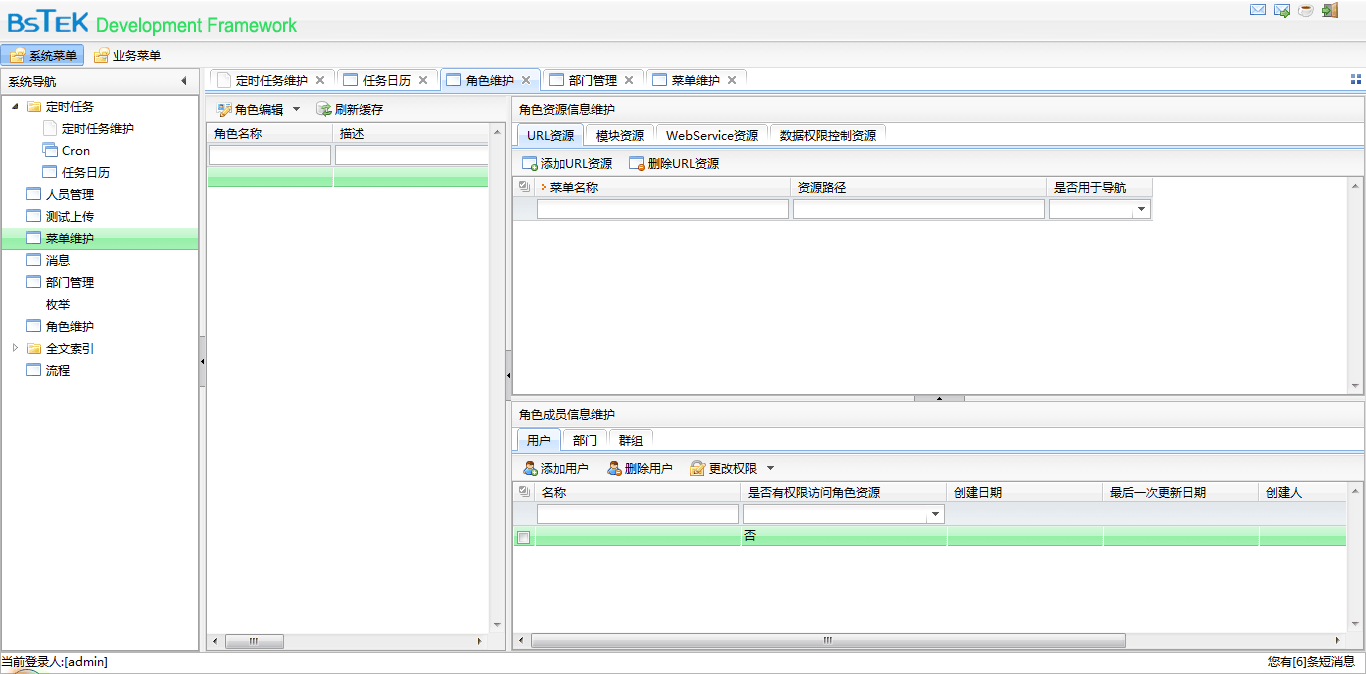 BSTEK Development Framework
系统菜单 业务菜单
系统导航
定时任务维护 任务日历 角色维护 部门管理 菜单维护
定时任务
定时任务维护
Cron
任务日历
人员管理
测试上传
菜单维护
消息
部门管理
枚举
角色维护
全文索引
流程
角色编辑 刷新缓存
角色名称 描述
角色资源信息维护
URL资源 模块资源 WebService资源 数据权限控制资源
添加URL资源 删除URL资源
菜单名称 资源路径 是否用于导航
角色成员信息维护
用户 部门 群组
添加用户 删除用户 更改权限
名称 是否有权限访问角色资源 创建日期 最后一次更新日期 创建人
否
当前登录人:[admin] 您有[6]条短消息